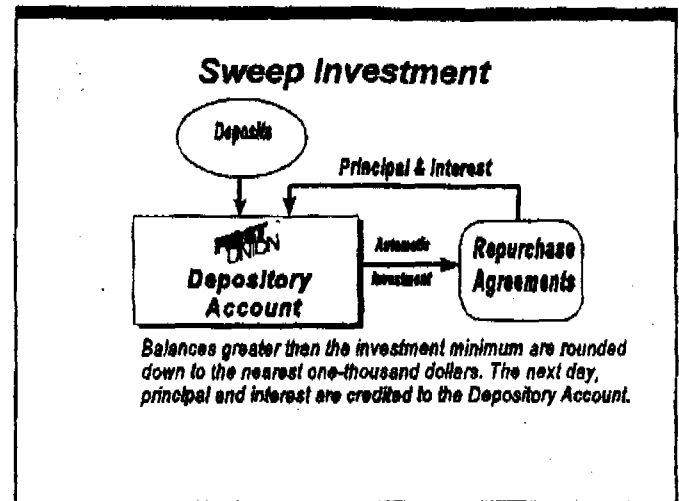 Sweep Investment
Deposits
Principal & Interest
FIRST
UNION
Depository
Account
Automatic
Investment
Repurchase
Agreements
Balances greater than the investment minimum are rounded
down to the nearest one-thousand dollars. The next day,
principal and interest are credited to the Depository Account.